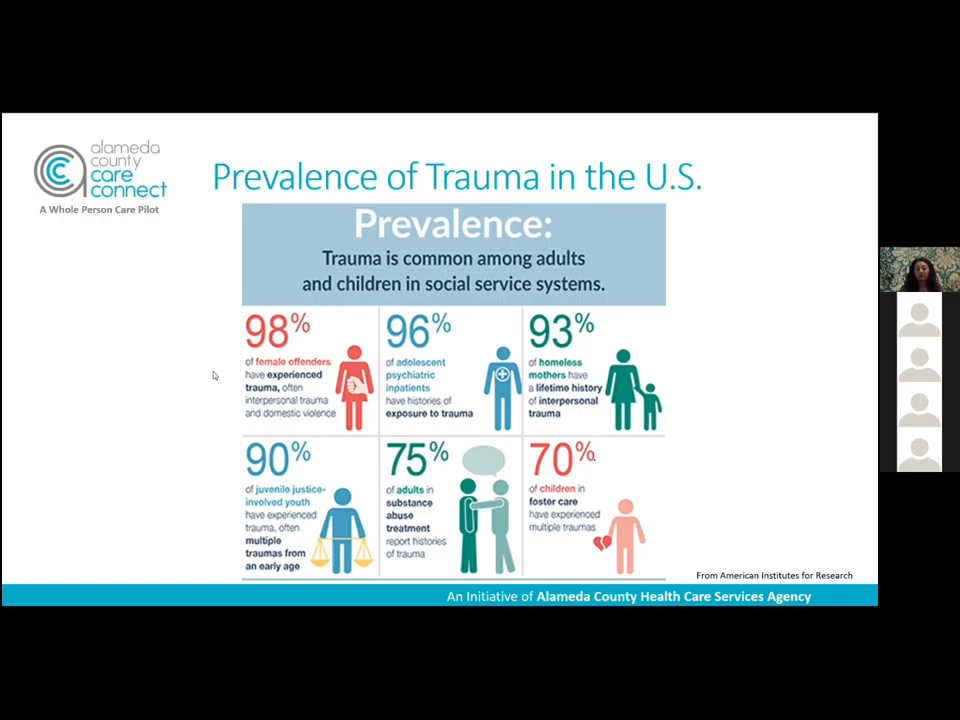 alameda
county
care
connect
A Whole Person Care Pilot
Prevalence of Trauma in the U.S.
Prevalence:
Trauma is common among adults
and children in social service systems.
98%
of female offenders
have experienced
trauma, often
interpersonal trauma
and domestic violence
96%
of adolescent
psychiatric
inpatients
have histories of
exposure to trauma
93%
of homeless
mothers have
a lifetime history
of interpersonal
trauma
90%
of juvenile justice-
involved youth
have experienced
trauma, often
multiple
traumas from
an early age
75%
of adults in
substance
abuse
treatment
report histories
of trauma
70%
of children in
foster care
have experienced
multiple traumas
From American Institutes for Research
An Initiative of Alameda County Health Care Services Agency